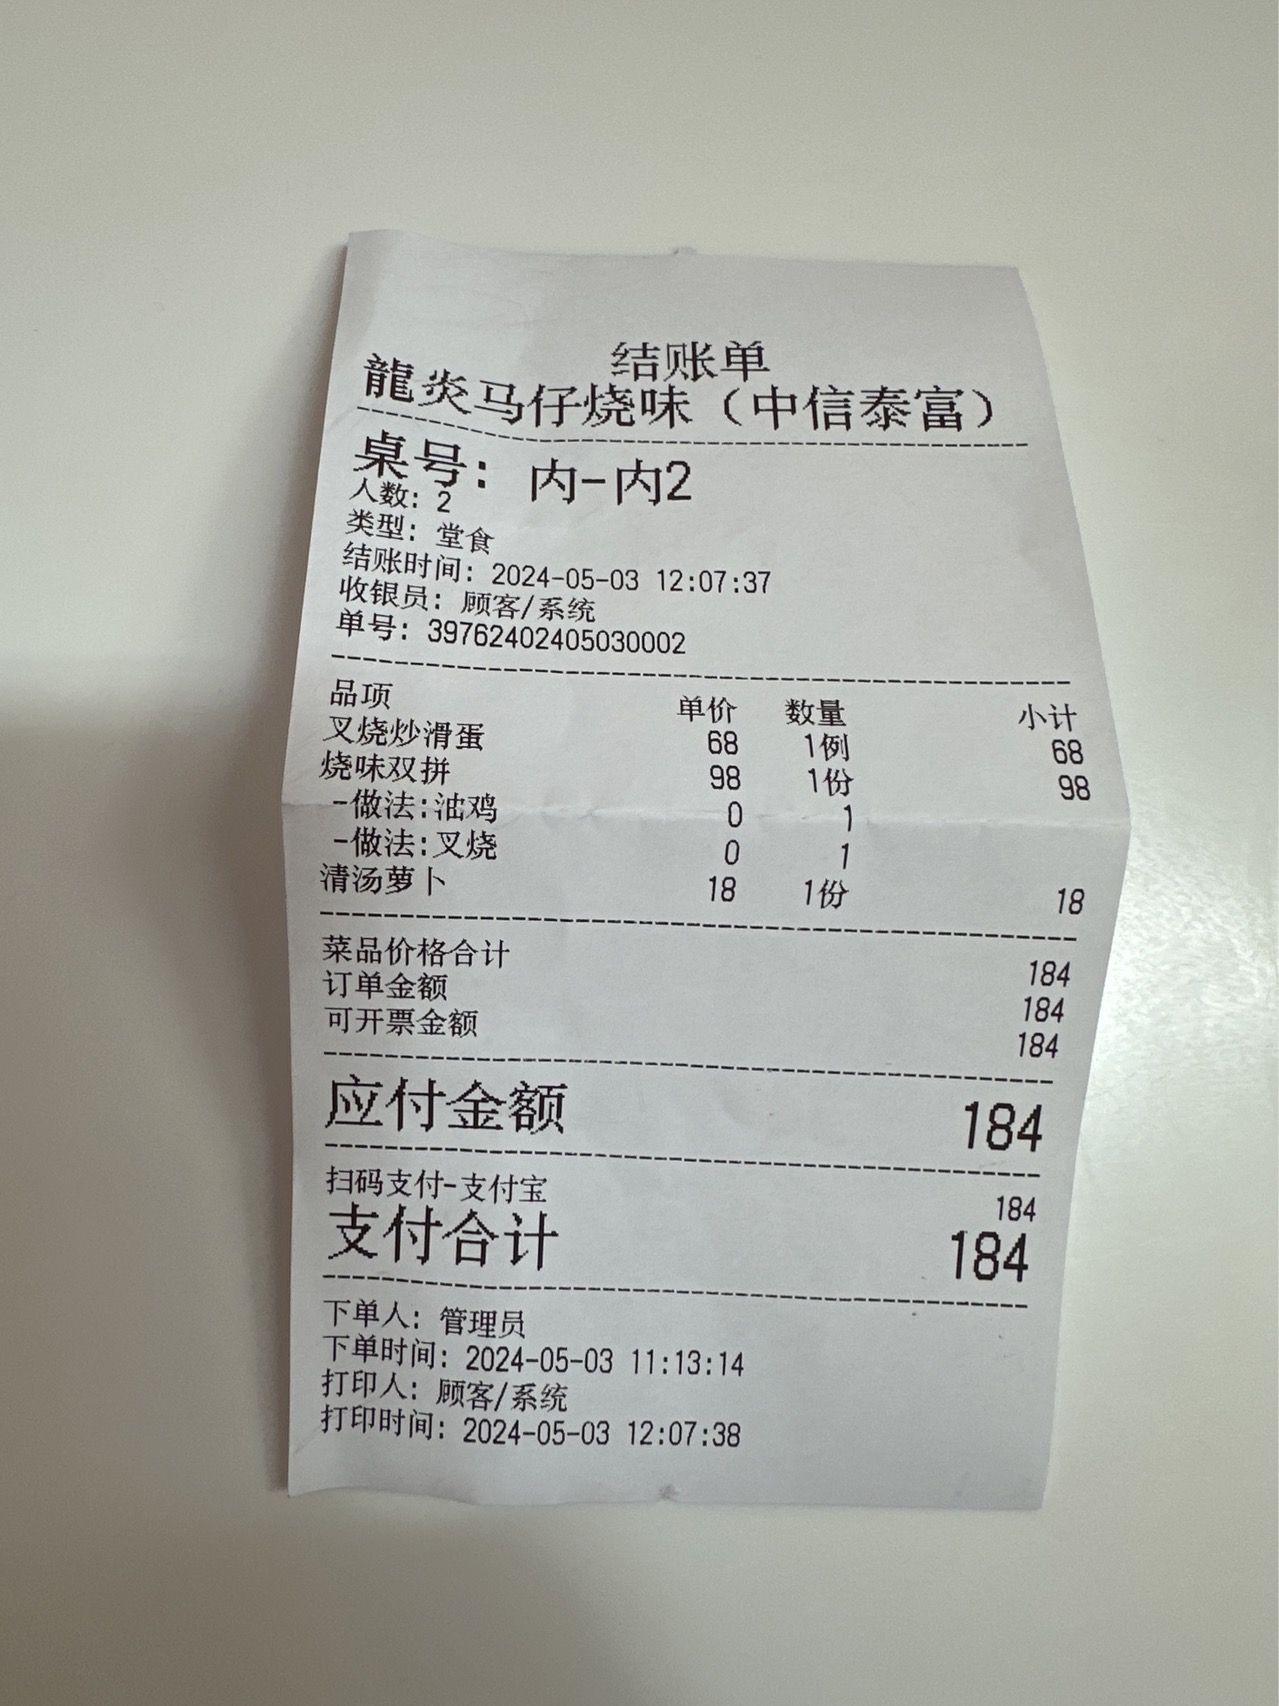 结账单
龍炎马仔烧味（中信泰富）
桌号： 内-内2
人数：2
类型：堂食
结账时间：2024-05-03 12:07:37
收银员：顾客/系统
单号：39762402405030002
品项 单价 数量 小计
叉烧炒滑蛋 68 1例 68
烧味双拼 98 1份 98
-做法:油鸡 0 1
-做法:叉烧 0 1
清汤萝卜 18 1份 18
菜品价格合计 184
订单金额 184
可开票金额 184
应付金额 184
扫码支付-支付宝 184
支付合计 184
下单人：管理员
下单时间：2024-05-03 11:13:14
打印人：顾客/系统
打印时间：2024-05-03 12:07:38